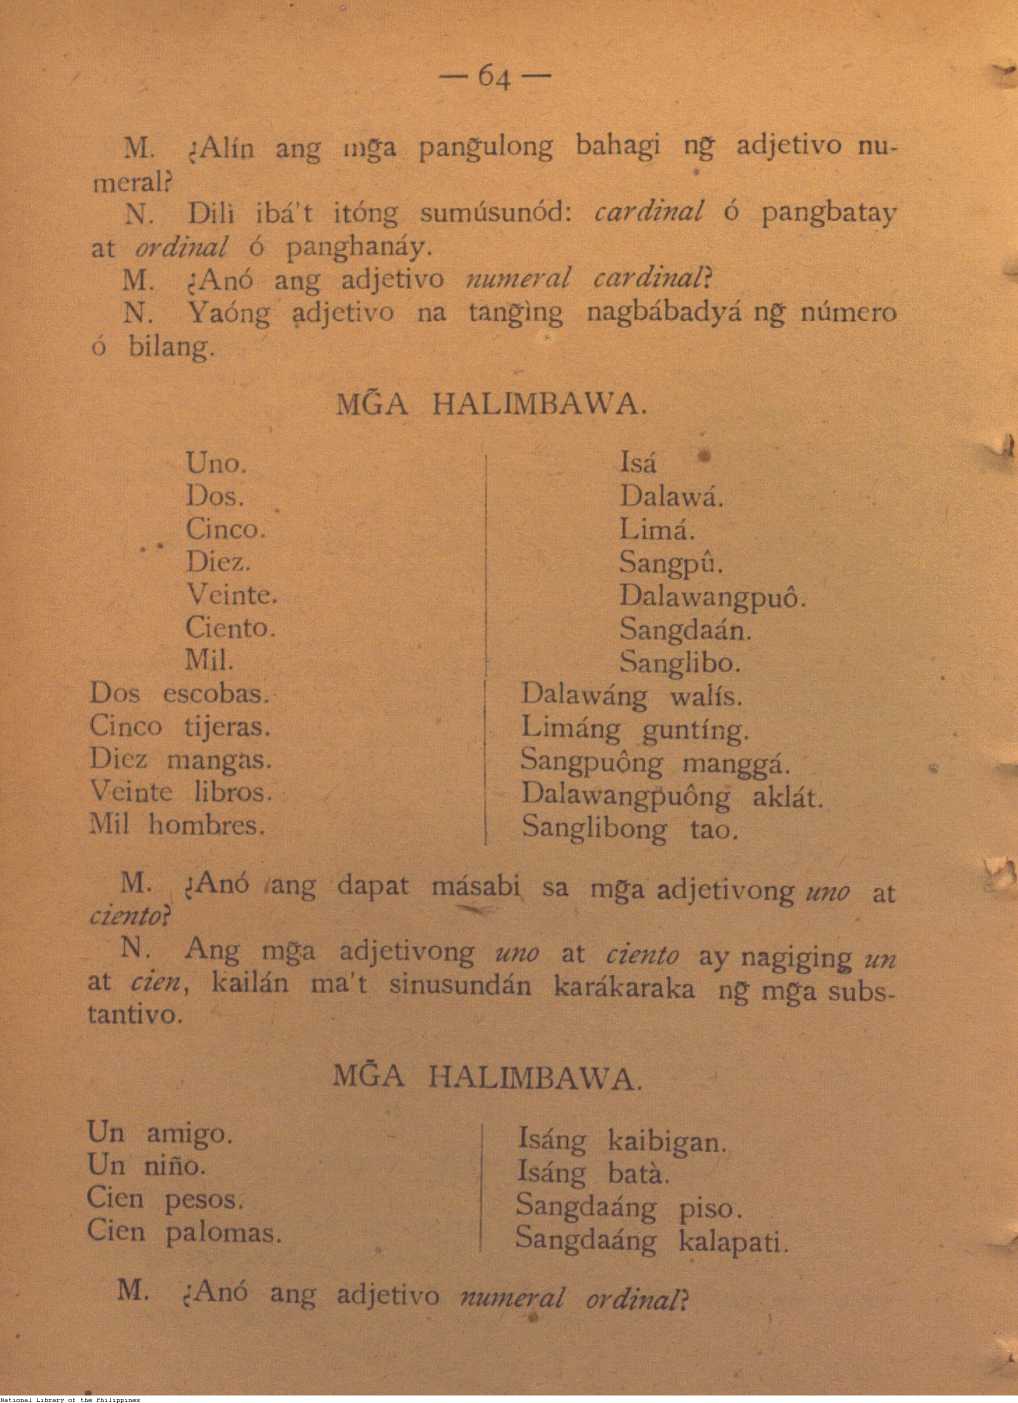 — 64 —
M. ¿Alín ang mg̃a pang̃ulong bahagi ng̃ adjetivo nu-
meral?
N. Dili ibá't itóng sumúsunód: cardinal ó pangbatay
at ordinal ó panghanáy.
M. ¿Anó ang adjetivo numeral cardinal?
N. Yaóng adjetivo na tang̃ing nagbábadyá ng̃ número
ó bilang.
MG̃A HALIMBAWA.
Uno. Isá
Dos. Dalawá.
Cinco. Limá.
Diez. Sangpû.
Veinte. Dalawangpuô.
Ciento. Sangdaán.
Mil. Sanglibo.
Dos escobas. Dalawáng walís.
Cinco tijeras. Limáng guntíng.
Diez mangas. Sangpuông manggá.
Veinte libros. Dalawangpuông aklát.
Mil hombres. Sanglibong tao.
M. ¿Anó ang dapat másabi sa mg̃a adjetivong uno at
ciento?
N. Ang mg̃a adjetivong uno at ciento ay nagiging un
at cien, kailán ma't sinusundán karákaraka ng̃ mg̃a subs-
tantivo.
MG̃A HALIMBAWA.
Un amigo. Isáng kaibigan.
Un niño. Isáng batà.
Cien pesos. Sangdaáng piso.
Cien palomas. Sangdaáng kalapati.
M. ¿Anó ang adjetivo numeral ordinal?
National Library of the Philippines